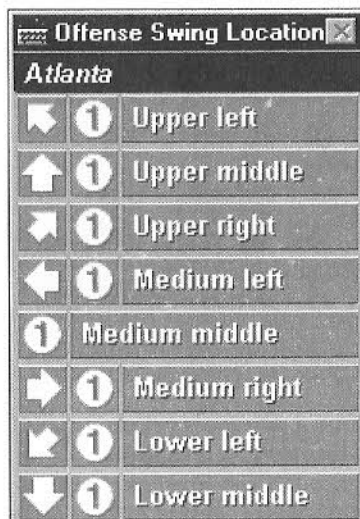 Offense Swing Location
Atlanta
1 Upper left
1 Upper middle
1 Upper right
1 Medium left
1 Medium middle
1 Medium right
1 Lower left
1 Lower middle